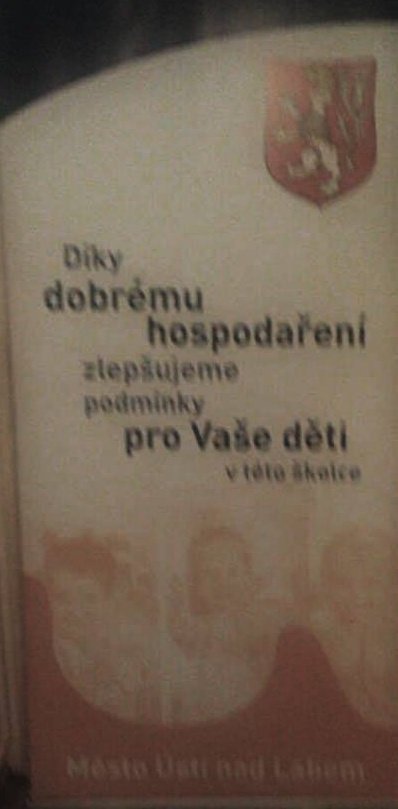 Díky
dobrému
hospodaření
zlepšujeme
podmínky
pro Vaše děti
v této školce
Město Ústí nad Labem